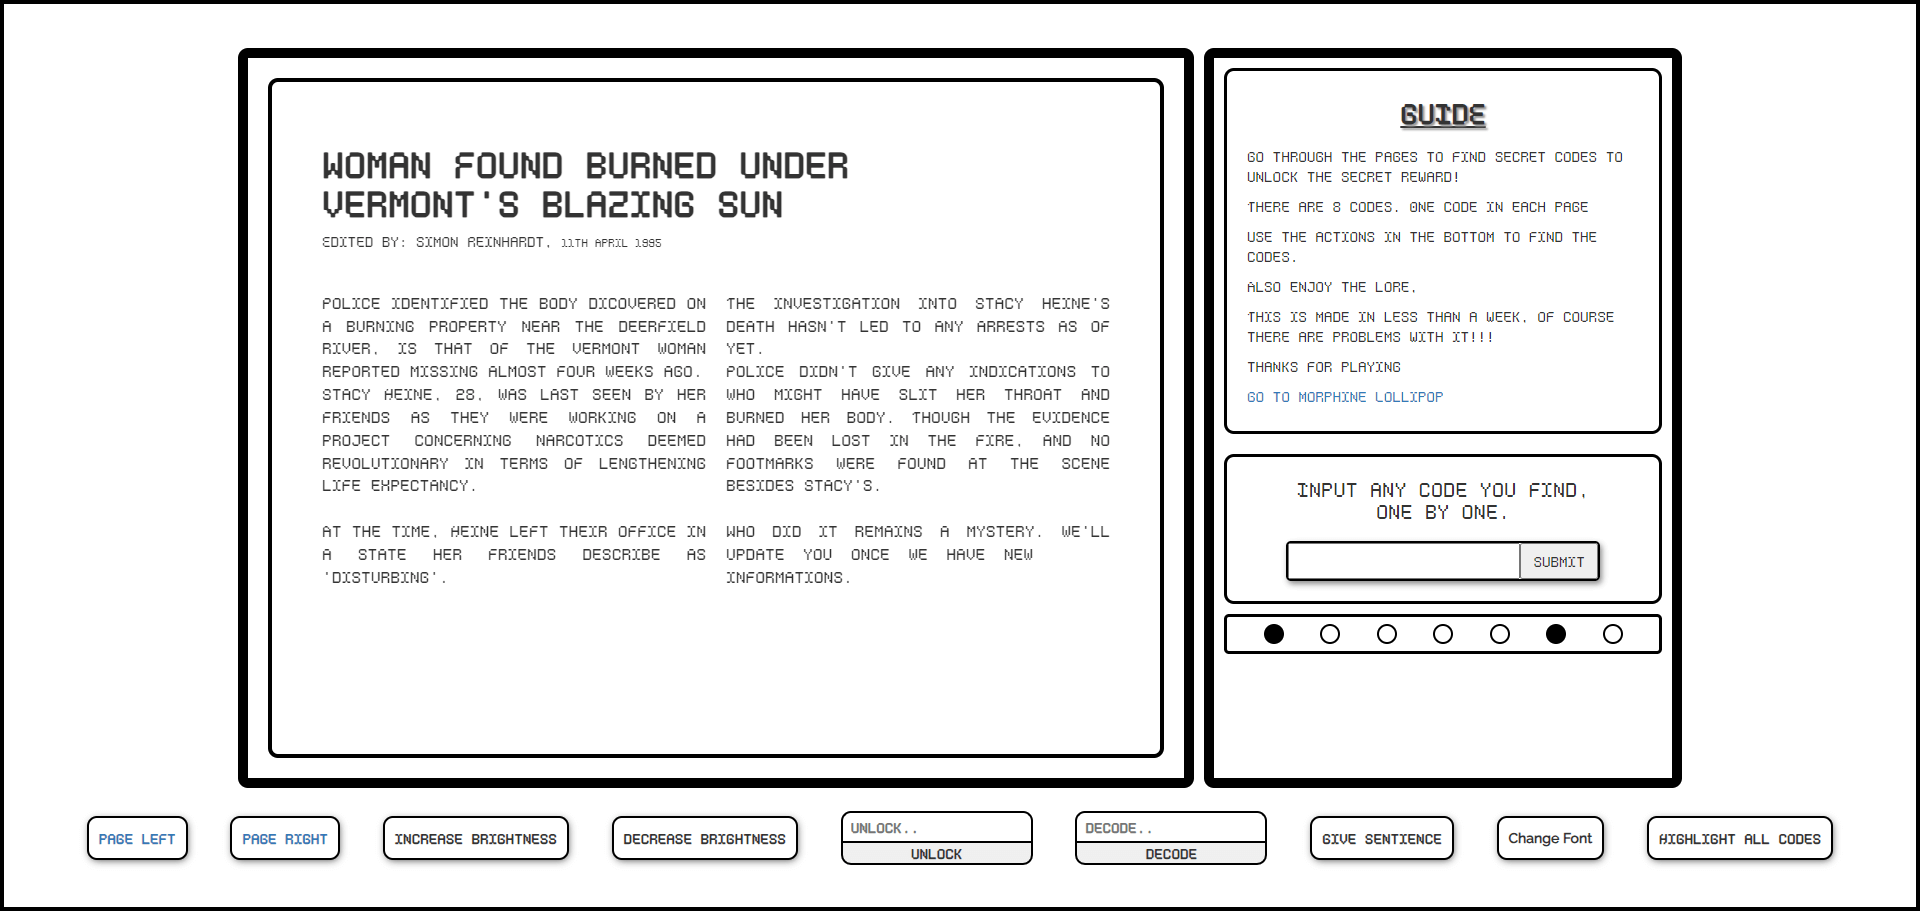 WOMAN FOUND BURNED UNDER
VERMONT'S BLAZING SUN
EDITED BY: SIMON REINHARDT, 11TH APRIL 1995
POLICE IDENTIFIED THE BODY DICOVERED ON
A BURNING PROPERTY NEAR THE DEERFIELD
RIVER, IS THAT OF THE VERMONT WOMAN
REPORTED MISSING ALMOST FOUR WEEKS AGO.
STACY HEINE, 28, WAS LAST SEEN BY HER
FRIENDS AS THEY WERE WORKING ON A
PROJECT CONCERNING NARCOTICS DEEMED
REVOLUTIONARY IN TERMS OF LENGTHENING
LIFE EXPECTANCY.
AT THE TIME, HEINE LEFT THEIR OFFICE IN
A STATE HER FRIENDS DESCRIBE AS
'DISTURBING'.
THE INVESTIGATION INTO STACY HEINE'S
DEATH HASN'T LED TO ANY ARRESTS AS OF
YET.
POLICE DIDN'T GIVE ANY INDICATIONS TO
WHO MIGHT HAVE SLIT HER THROAT AND
BURNED HER BODY. THOUGH THE EVIDENCE
HAD BEEN LOST IN THE FIRE, AND NO
FOOTMARKS WERE FOUND AT THE SCENE
BESIDES STACY'S.
WHO DID IT REMAINS A MYSTERY. WE'LL
UPDATE YOU ONCE WE HAVE NEW
INFORMATIONS.
GUIDE
GO THROUGH THE PAGES TO FIND SECRET CODES TO
UNLOCK THE SECRET REWARD!
THERE ARE 8 CODES. ONE CODE IN EACH PAGE
USE THE ACTIONS IN THE BOTTOM TO FIND THE
CODES.
ALSO ENJOY THE LORE,
THIS IS MADE IN LESS THAN A WEEK, OF COURSE
THERE ARE PROBLEMS WITH IT!!!
THANKS FOR PLAYING
GO TO MORPHINE LOLLIPOP
INPUT ANY CODE YOU FIND,
ONE BY ONE.
SUBMIT
PAGE LEFT
PAGE RIGHT
INCREASE BRIGHTNESS
DECREASE BRIGHTNESS
UNLOCK..
UNLOCK
DECODE..
DECODE
GIVE SENTIENCE
Change Font
HIGHLIGHT ALL CODES